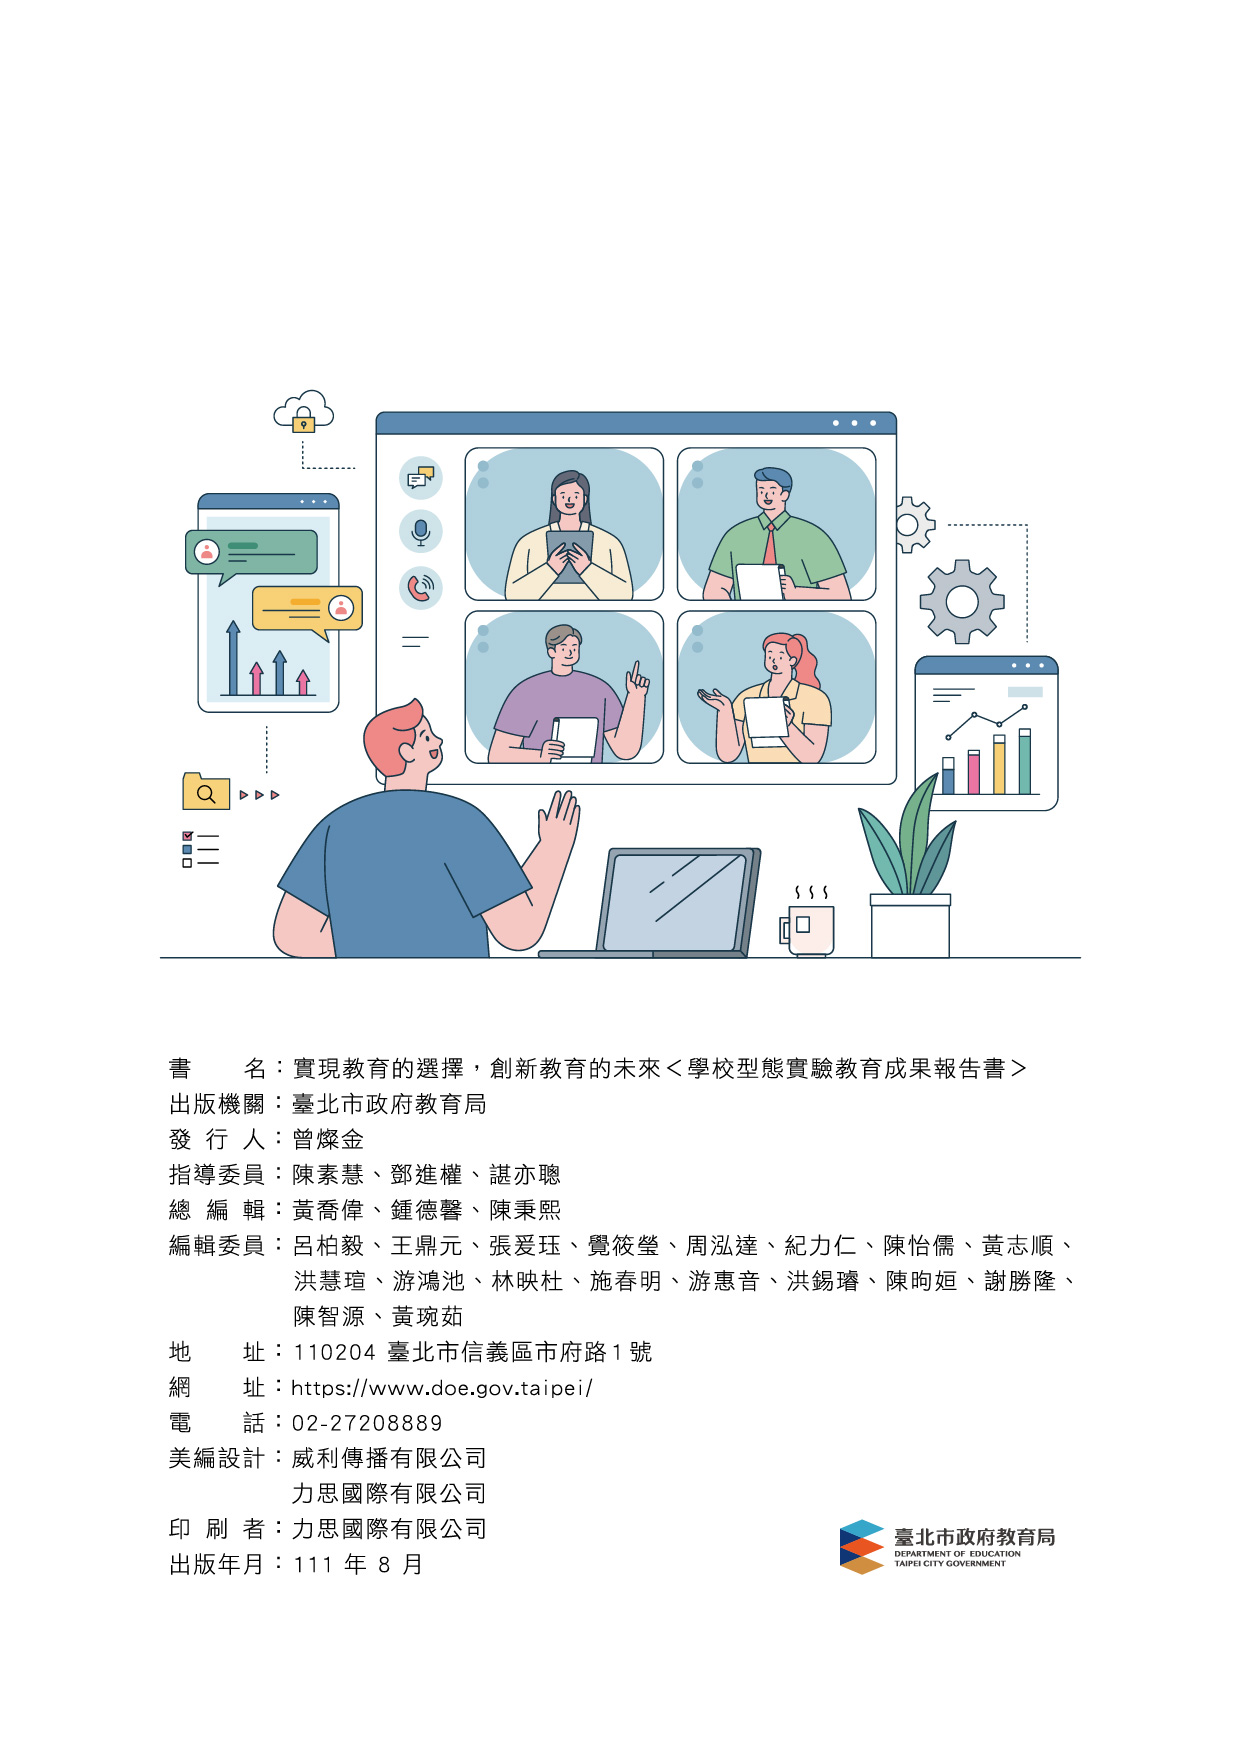 書　　名：實現教育的選擇，創新教育的未來＜學校型態實驗教育成果報告書＞
出版機關：臺北市政府教育局
發 行 人：曾燦金
指導委員：陳素慧、鄧進權、諶亦聰
總 編 輯：黃喬偉、鍾德馨、陳秉熙
編輯委員：呂柏毅、王鼎元、張爰珏、覺筱瑩、周泓達、紀力仁、陳怡儒、黃志順、
洪慧瑄、游鴻池、林映杜、施春明、游惠音、洪錫璿、陳昫姮、謝勝隆、
陳智源、黃琬茹
地　　址：110204 臺北市信義區市府路1號
網　　址：https://www.doe.gov.taipei/
電　　話：02-27208889
美編設計：威利傳播有限公司
力思國際有限公司
印 刷 者：力思國際有限公司
出版年月：111 年 8 月
臺北市政府教育局
DEPARTMENT OF EDUCATION
TAIPEI CITY GOVERNMENT